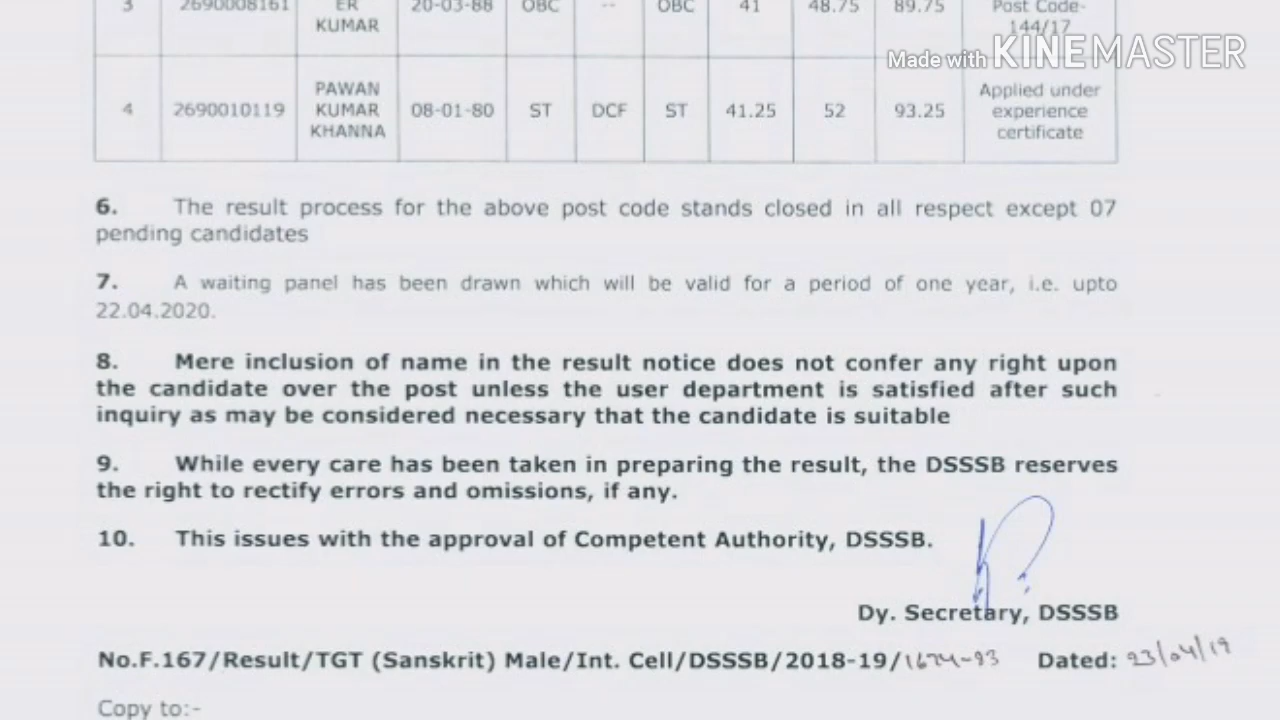 3 2690008161 ER KUMAR 20-03-88 OBC -- OBC 41 48.75 89.75 Post Code- 144/17
Made with KINEMASTER
4 2690010119 PAWAN KUMAR KHANNA 08-01-80 ST DCF ST 41.25 52 93.25 Applied under experience certificate
6. The result process for the above post code stands closed in all respect except 07
pending candidates
7. A waiting panel has been drawn which will be valid for a period of one year, i.e. upto
22.04.2020.
8. Mere inclusion of name in the result notice does not confer any right upon
the candidate over the post unless the user department is satisfied after such
inquiry as may be considered necessary that the candidate is suitable
9. While every care has been taken in preparing the result, the DSSSB reserves
the right to rectify errors and omissions, if any.
10. This issues with the approval of Competent Authority, DSSSB.
Dy. Secretary, DSSSB
No.F.167/Result/TGT (Sanskrit) Male/Int. Cell/DSSSB/2018-19/1674-93 Dated: 23/04/19
Copy to:-